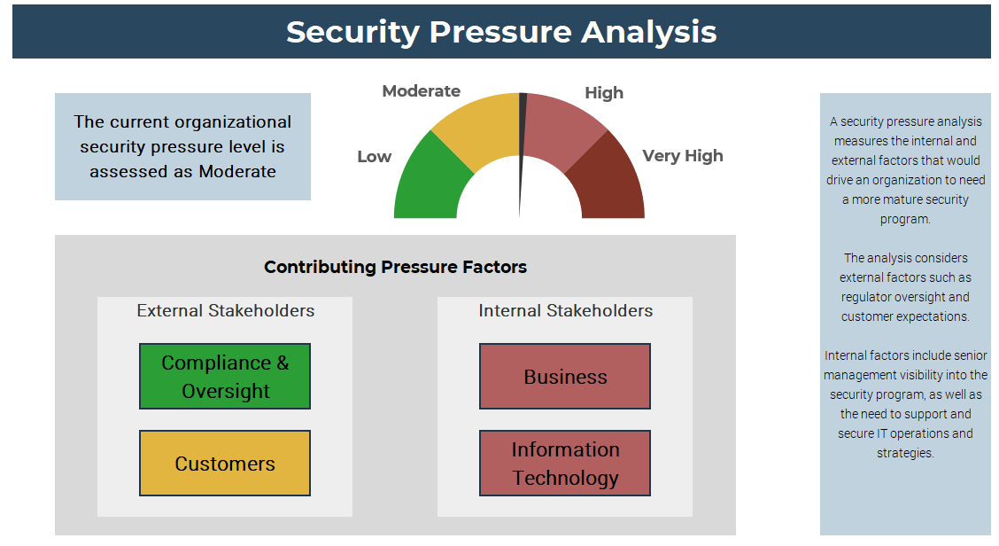 Security Pressure Analysis
The current organizational
security pressure level is
assessed as Moderate
Moderate
High
Low
Very High
Contributing Pressure Factors
External Stakeholders
Compliance &
Oversight
Customers
Internal Stakeholders
Business
Information
Technology
A security pressure analysis
measures the internal and
external factors that would
drive an organization to need
a more mature security
program.
The analysis considers
external factors such as
regulator oversight and
customer expectations.
Internal factors include senior
management visibility into the
security program, as well as
the need to support and
secure IT operations and
strategies.